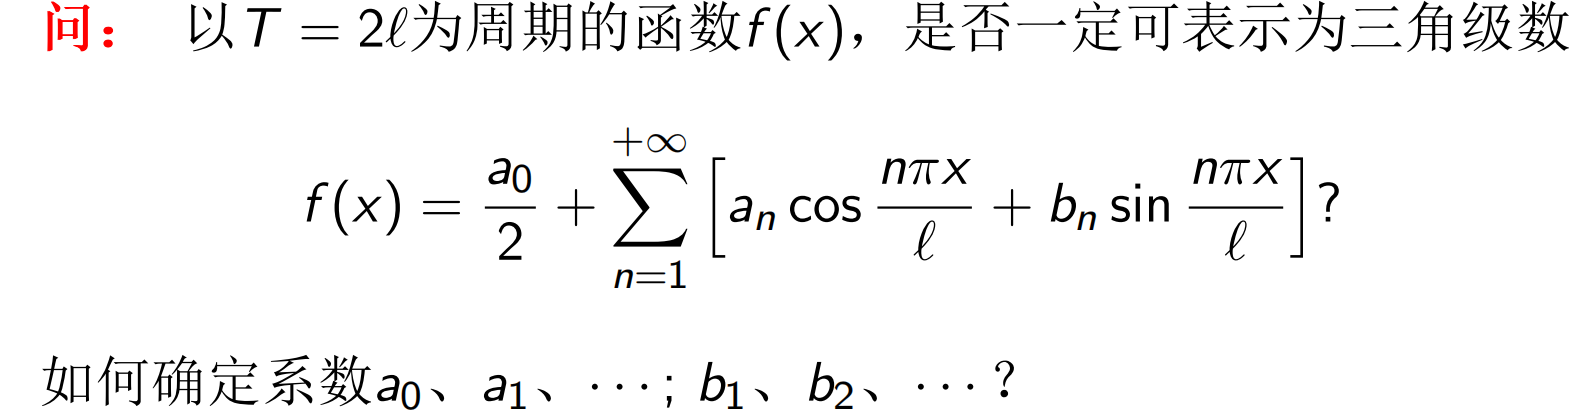 问： 以T = 2ℓ为周期的函数f(x)，是否一定可表示为三角级数
f(x) = a₀/2 + ∑_{n=1}^{+∞} [aₙ cos nπx/ℓ + bₙ sin nπx/ℓ]?
如何确定系数a₀、a₁、⋯; b₁、b₂、⋯?